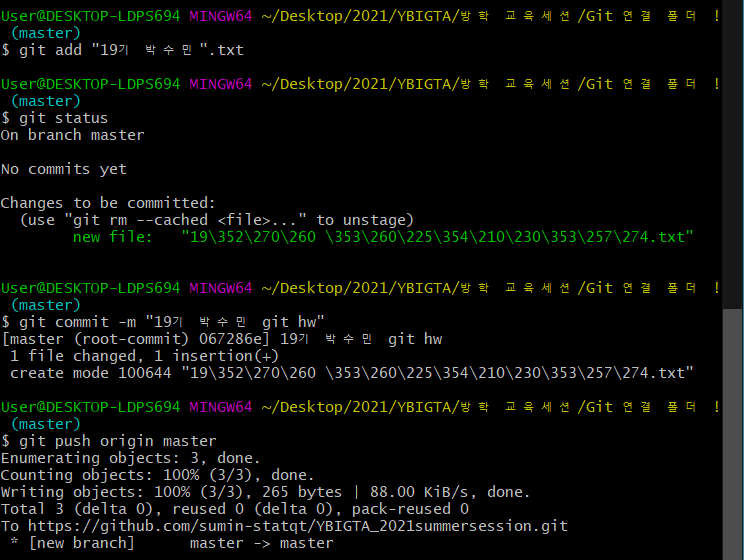 User@DESKTOP-LDPS694 MINGW64 ~/Desktop/2021/YBIGTA/방학 교육세션/Git 연결 폴더 !
(master)
$ git add "19기 박수민".txt
User@DESKTOP-LDPS694 MINGW64 ~/Desktop/2021/YBIGTA/방학 교육세션/Git 연결 폴더 !
(master)
$ git status
On branch master
No commits yet
Changes to be committed:
(use "git rm --cached <file>..." to unstage)
new file:   "19\352\270\260 \353\260\225\354\210\230\353\257\274.txt"
User@DESKTOP-LDPS694 MINGW64 ~/Desktop/2021/YBIGTA/방학 교육세션/Git 연결 폴더 !
(master)
$ git commit -m "19기 박수민 git hw"
[master (root-commit) 067286e] 19기 박수민 git hw
1 file changed, 1 insertion(+)
create mode 100644 "19\352\270\260 \353\260\225\354\210\230\353\257\274.txt"
User@DESKTOP-LDPS694 MINGW64 ~/Desktop/2021/YBIGTA/방학 교육세션/Git 연결 폴더 !
(master)
$ git push origin master
Enumerating objects: 3, done.
Counting objects: 100% (3/3), done.
Writing objects: 100% (3/3), 265 bytes | 88.00 KiB/s, done.
Total 3 (delta 0), reused 0 (delta 0), pack-reused 0
To https://github.com/sumin-statqt/YBIGTA_2021summersession.git
* [new branch]      master -> master